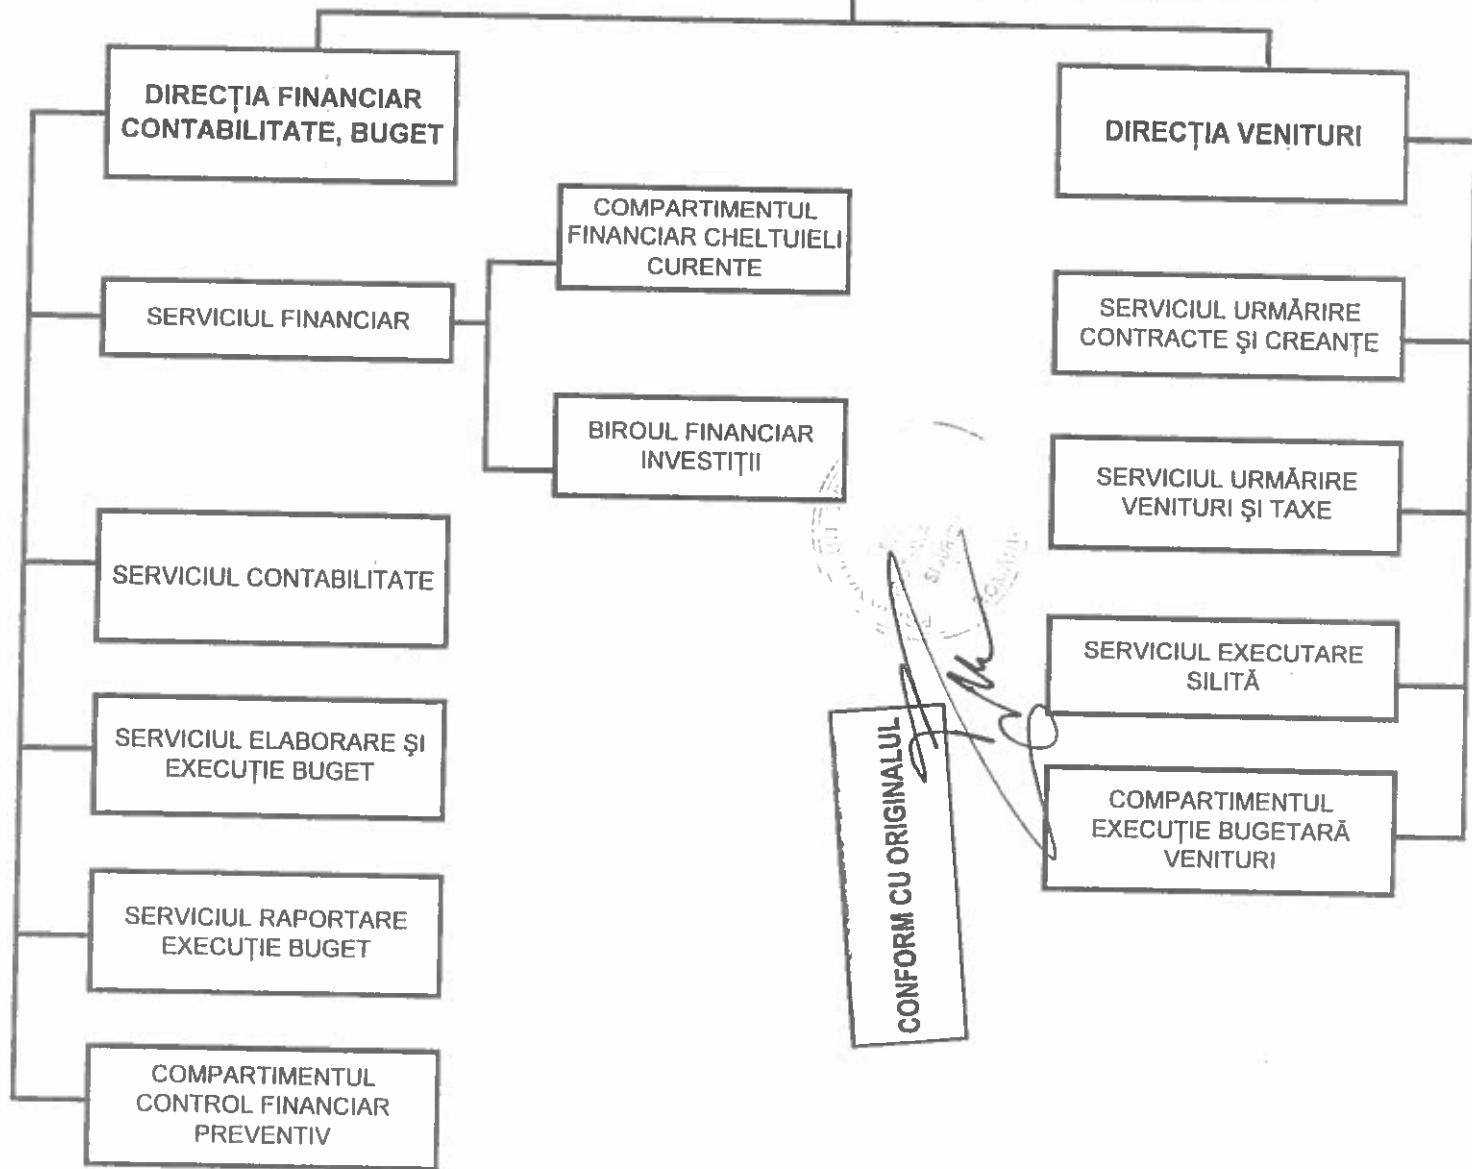 DIRECȚIA FINANCIAR
CONTABILITATE, BUGET
SERVICIUL FINANCIAR
COMPARTIMENTUL
FINANCIAR CHELTUIELI
CURENTE
BIROUL FINANCIAR
INVESTIȚII
SERVICIUL CONTABILITATE
SERVICIUL ELABORARE ŞI
EXECUȚIE BUGET
SERVICIUL RAPORTARE
EXECUȚIE BUGET
COMPARTIMENTUL
CONTROL FINANCIAR
PREVENTIV
DIRECȚIA VENITURI
SERVICIUL URMĂRIRE
CONTRACTE ŞI CREANȚE
SERVICIUL URMĂRIRE
VENITURI ŞI TAXE
SERVICIUL EXECUTARE
SILITĂ
COMPARTIMENTUL
EXECUȚIE BUGETARĂ
VENITURI
CONFORM CU ORIGINALUL